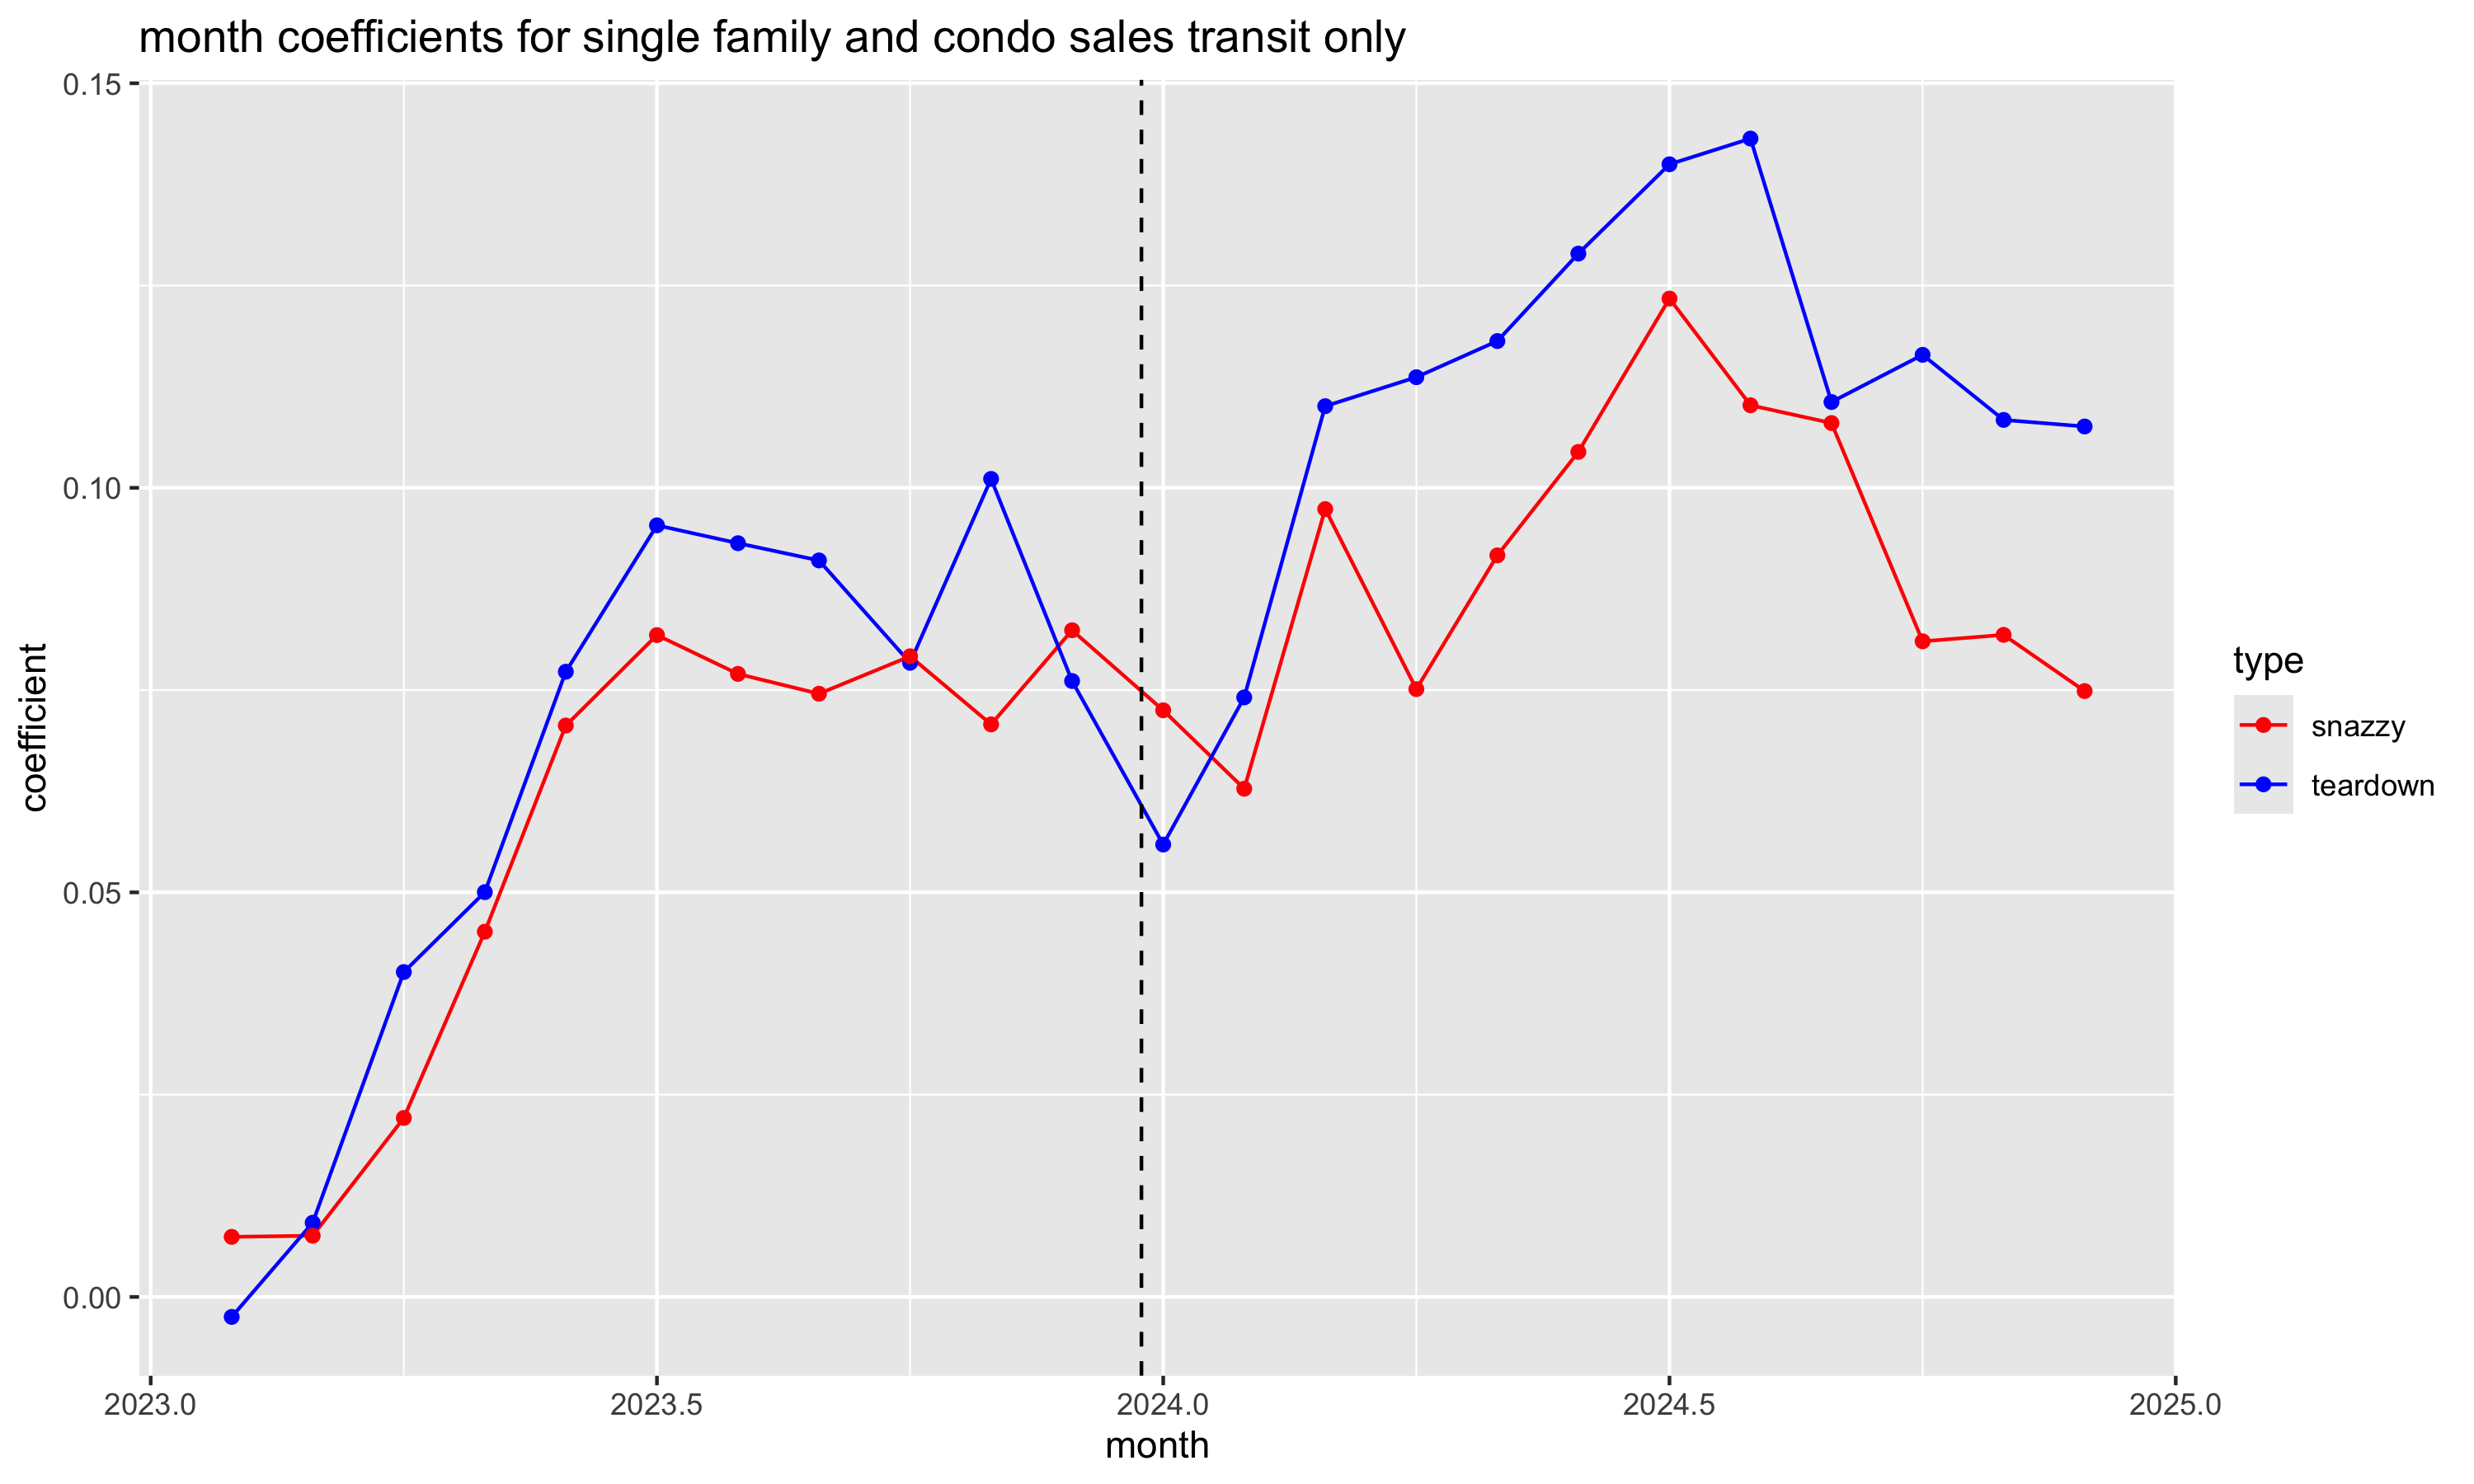 month coefficients for single family and condo sales transit only
0.15
0.10
0.05
0.00
coefficient
2023.0 2023.5 2024.0 2024.5 2025.0
month
type
snazzy
teardown